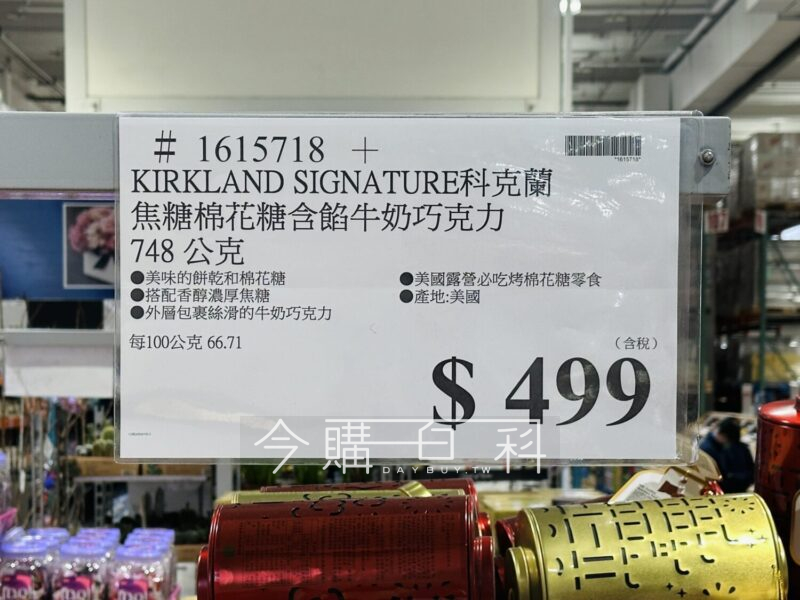 # 1615718 +
*1615718*
KIRKLAND SIGNATURE科克蘭
焦糖棉花糖含餡牛奶巧克力
748 公克
●美味的餅乾和棉花糖
●搭配香醇濃厚焦糖
●外層包裹絲滑的牛奶巧克力
●美國露營必吃烤棉花糖零食
●產地:美國
每100公克 66.71
(含稅)
$ 499
今購百科
DAYBUY.TW